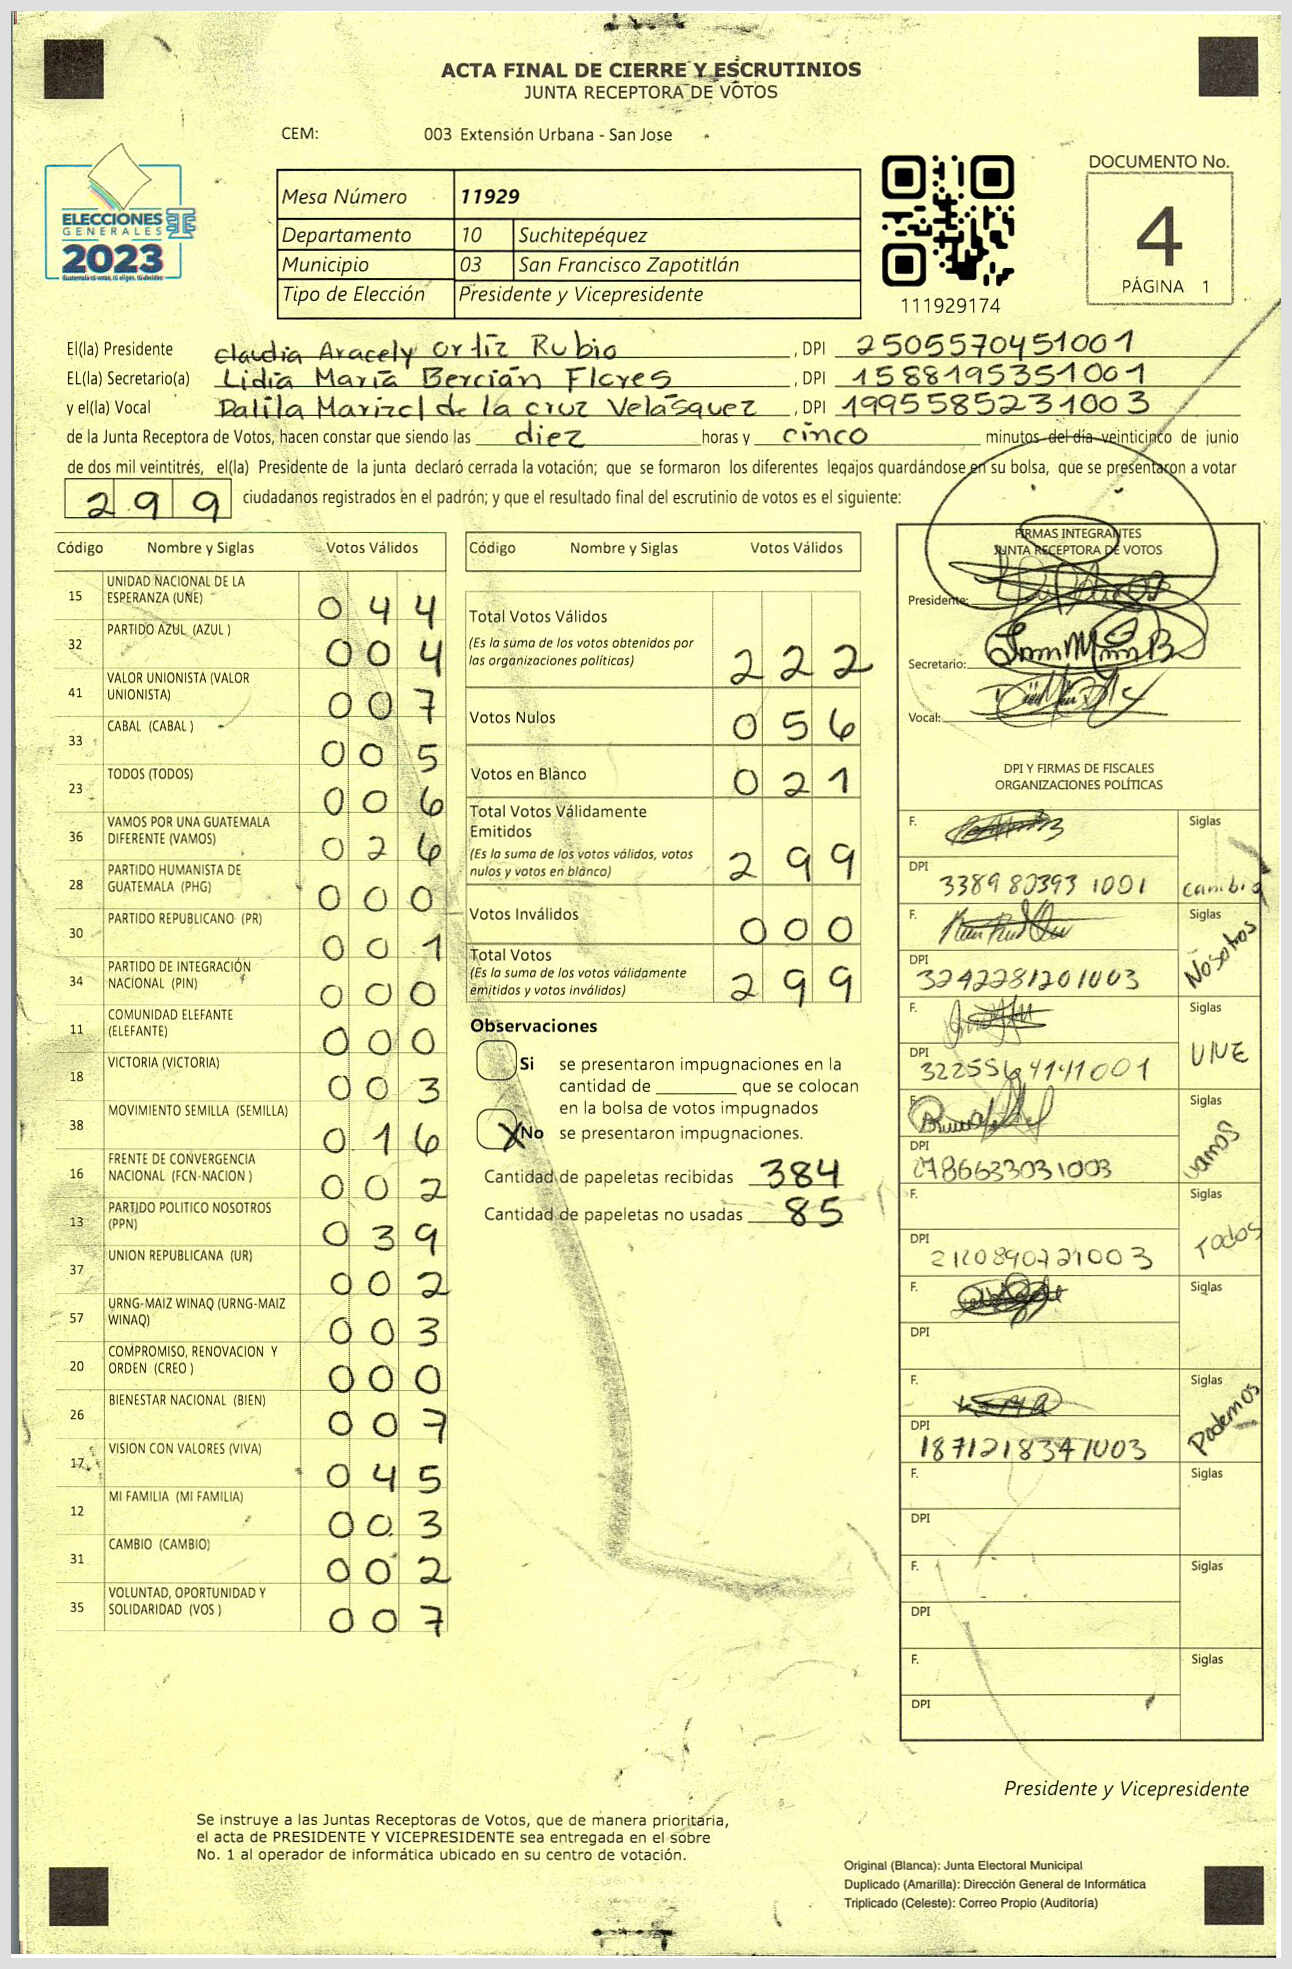 ACTA FINAL DE CIERRE Y ESCRUTINIOS
JUNTA RECEPTORA DE VOTOS
CEM: 003 Extensión Urbana - San Jose
ELECCIONES
GENERALES
2023
Mesa Número 11929
Departamento 10 Suchitepéquez
Municipio 03 San Francisco Zapotitlán
Tipo de Elección Presidente y Vicepresidente
111929174
DOCUMENTO No.
4
PÁGINA 1
El(la) Presidente Claudia Aracely Ortíz Rubio , DPI 2505570451001
EL(la) Secretario(a) Lidia María Bercián Flores , DPI 1588195351001
y el(la) Vocal Dalila Marizel de la cruz Velásquez , DPI 1995585231003
de la Junta Receptora de Votos, hacen constar que siendo las diez horas y cinco minutos del día veinticinco de junio
de dos mil veintitrés, el(la) Presidente de la junta declaró cerrada la votación; que se formaron los diferentes legajos guardándose en su bolsa, que se presentaron a votar
299 ciudadanos registrados en el padrón; y que el resultado final del escrutinio de votos es el siguiente:
Código Nombre y Siglas Votos Válidos
15 UNIDAD NACIONAL DE LA
ESPERANZA (UNE) 044
32 PARTIDO AZUL (AZUL ) 004
41 VALOR UNIONISTA (VALOR
UNIONISTA) 007
33 CABAL (CABAL ) 005
23 TODOS (TODOS) 006
36 VAMOS POR UNA GUATEMALA
DIFERENTE (VAMOS) 026
28 PARTIDO HUMANISTA DE
GUATEMALA (PHG) 000
30 PARTIDO REPUBLICANO (PR) 001
34 PARTIDO DE INTEGRACIÓN
NACIONAL (PIN) 000
11 COMUNIDAD ELEFANTE
(ELEFANTE) 000
18 VICTORIA (VICTORIA) 003
38 MOVIMIENTO SEMILLA (SEMILLA) 016
16 FRENTE DE CONVERGENCIA
NACIONAL (FCN-NACION ) 002
13 PARTIDO POLITICO NOSOTROS
(PPN) 039
37 UNION REPUBLICANA (UR) 002
57 URNG-MAIZ WINAQ (URNG-MAIZ
WINAQ) 003
20 COMPROMISO, RENOVACION Y
ORDEN (CREO ) 000
26 BIENESTAR NACIONAL (BIEN) 007
17 VISION CON VALORES (VIVA) 045
12 MI FAMILIA (MI FAMILIA) 003
31 CAMBIO (CAMBIO) 002
35 VOLUNTAD, OPORTUNIDAD Y
SOLIDARIDAD (VOS ) 007
Código Nombre y Siglas Votos Válidos
Total Votos Válidos
(Es la suma de los votos obtenidos por
las organizaciones políticas) 222
Votos Nulos 056
Votos en Blanco 021
Total Votos Válidamente
Emitidos
(Es la suma de los votos válidos, votos
nulos y votos en blanco) 299
Votos Inválidos 000
Total Votos
(Es la suma de los votos válidamente
emitidos y votos inválidos) 299
Observaciones
Si se presentaron impugnaciones en la
cantidad de ________ que se colocan
en la bolsa de votos impugnados
X No se presentaron impugnaciones.
Cantidad de papeletas recibidas 384
Cantidad de papeletas no usadas 85
FIRMAS INTEGRANTES
JUNTA RECEPTORA DE VOTOS
Presidente:
Secretario:
Vocal:
DPI Y FIRMAS DE FISCALES
ORGANIZACIONES POLÍTICAS
F. Siglas
DPI 3389803931001 cambio
F. Siglas
DPI 3242281201003 Nosotros
F. Siglas
DPI 3225564141001 VIVE
F. Siglas
DPI Vamos
F. Siglas
DPI Todos
F. Siglas
DPI
F. Siglas
DPI 1871218341003 Podemos
F. Siglas
DPI
F. Siglas
DPI
F. Siglas
DPI
Presidente y Vicepresidente
Se instruye a las Juntas Receptoras de Votos, que de manera prioritaria,
el acta de PRESIDENTE Y VICEPRESIDENTE sea entregada en el sobre
No. 1 al operador de informática ubicado en su centro de votación.
Original (Blanca): Junta Electoral Municipal
Duplicado (Amarilla): Dirección General de Informática
Triplicado (Celeste): Correo Propio (Auditoría)